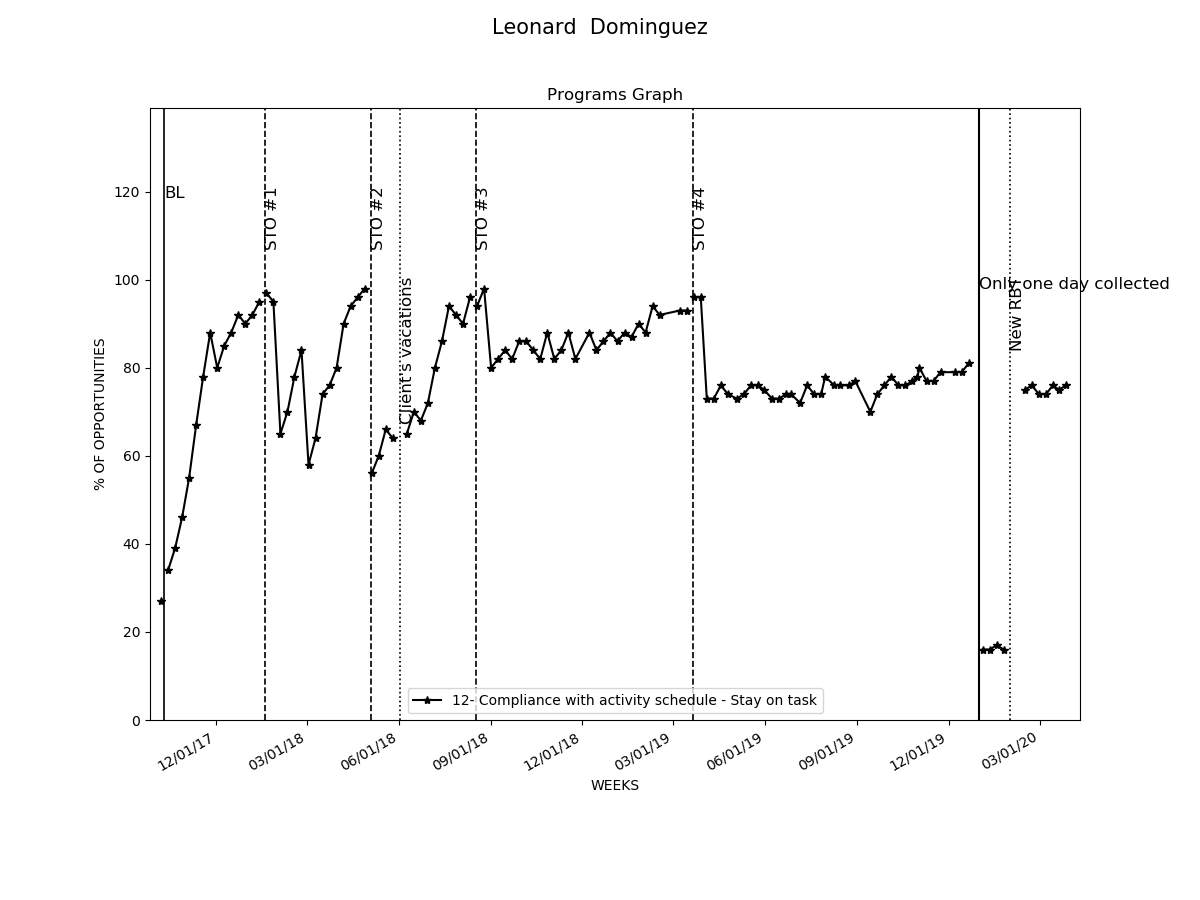 Leonard  Dominguez
Programs Graph
BL
STO #1
STO #2
Client's vacations
STO #3
STO #4
Only one day collected
New RBT
% OF OPPORTUNITIES
120
100
80
60
40
20
0
12- Compliance with activity schedule - Stay on task
12/01/17
03/01/18
06/01/18
09/01/18
12/01/18
03/01/19
06/01/19
09/01/19
12/01/19
03/01/20
WEEKS